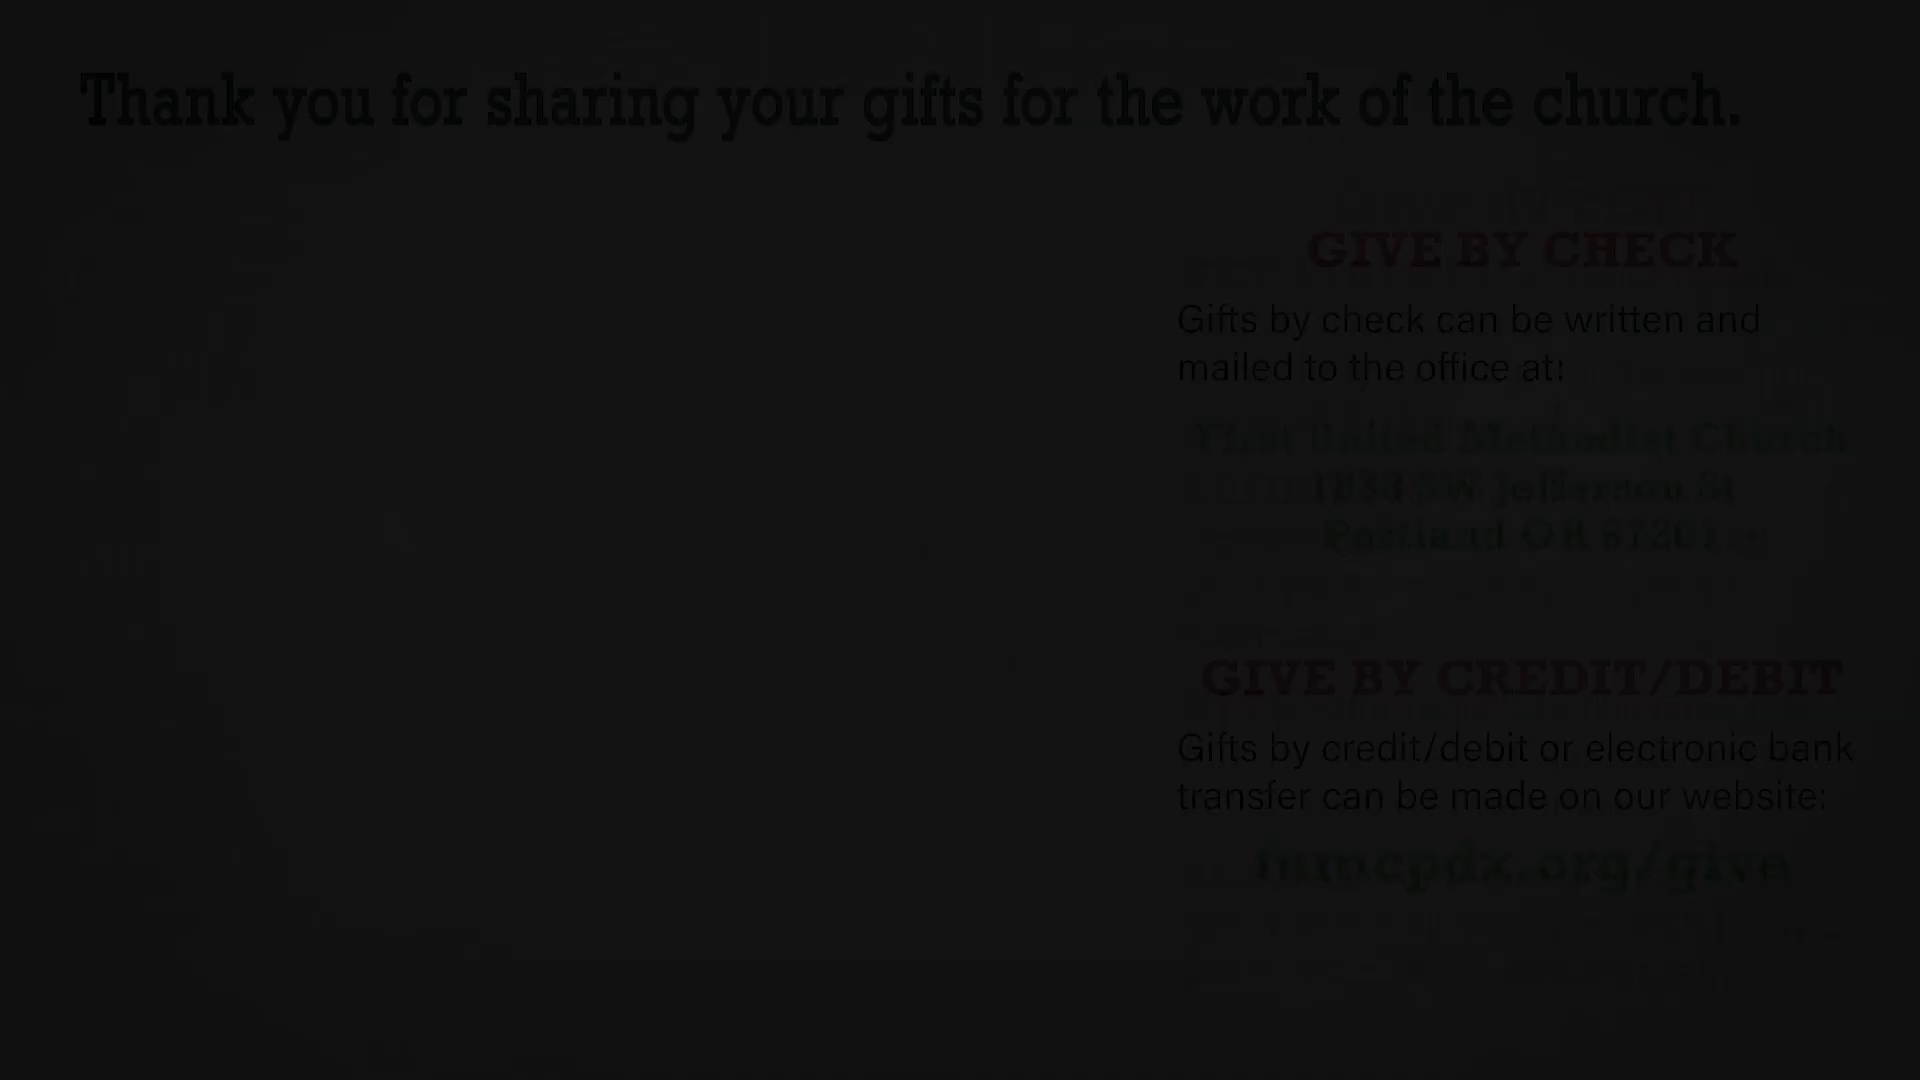 Thank you for sharing your gifts for the work of the church.
GIVE BY CHECK
Gifts by check can be written and
mailed to the office at:
First United Methodist Church
1838 SW Jefferson St
Portland OR 97201
GIVE BY CREDIT/DEBIT
Gifts by credit/debit or electronic bank
transfer can be made on our website:
fumcpdx.org/give